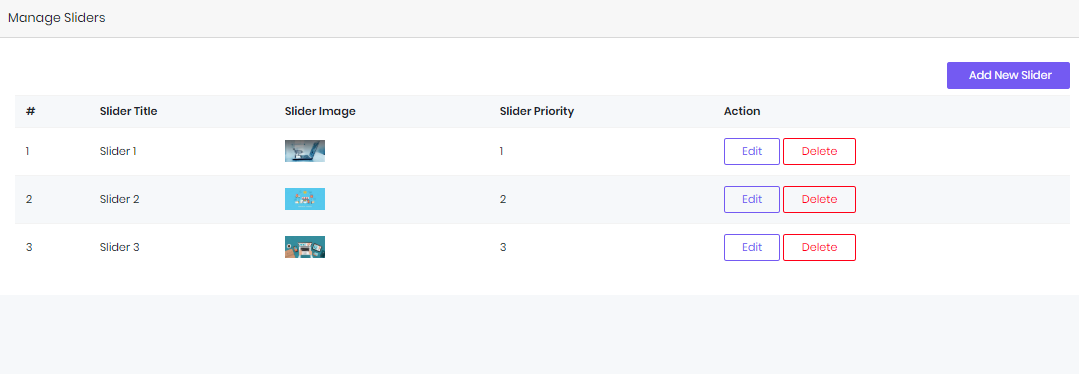 Manage Sliders
Add New Slider
# Slider Title Slider Image Slider Priority Action
1 Slider 1 1 Edit Delete
2 Slider 2 2 Edit Delete
3 Slider 3 3 Edit Delete